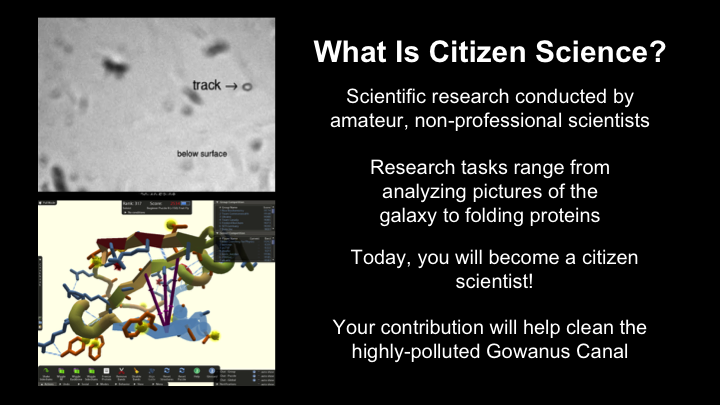 What Is Citizen Science?
Scientific research conducted by
amateur, non-professional scientists
Research tasks range from
analyzing pictures of the
galaxy to folding proteins
Today, you will become a citizen
scientist!
Your contribution will help clean the
highly-polluted Gowanus Canal
track → 
below surface